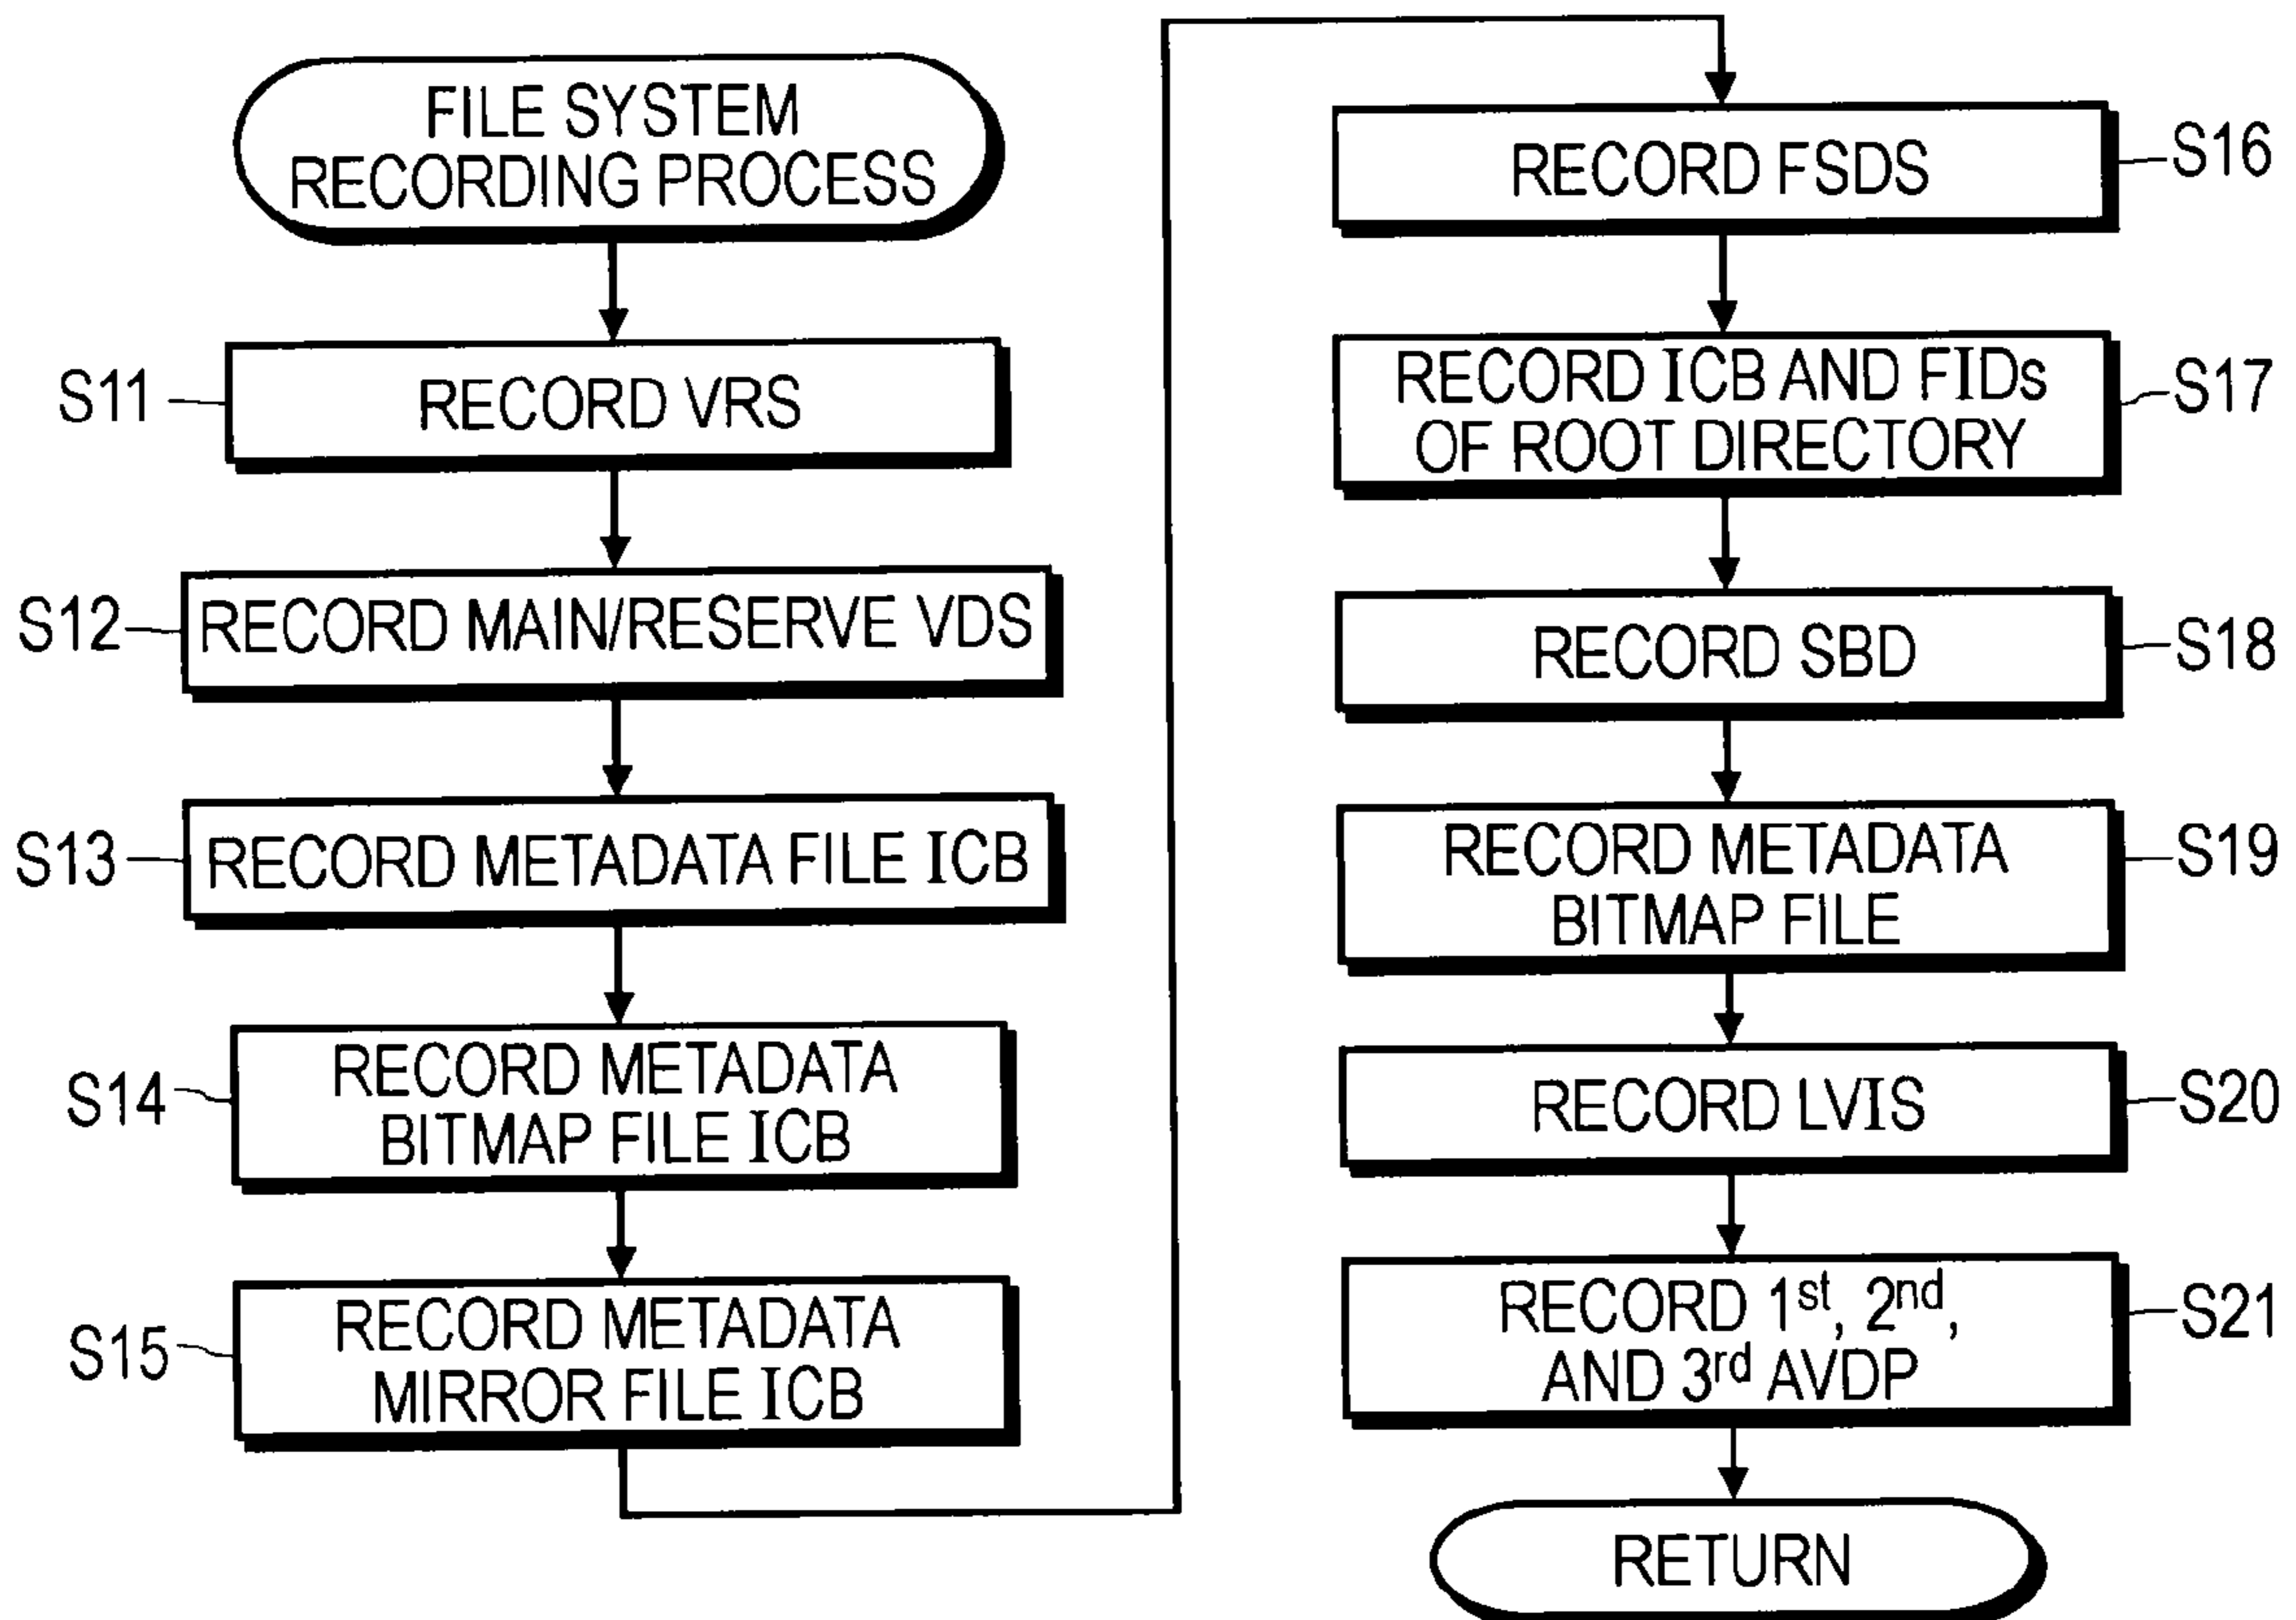 FILE SYSTEM
RECORDING PROCESS
S11
RECORD VRS
S12
RECORD MAIN/RESERVE VDS
S13
RECORD METADATA FILE ICB
S14
RECORD METADATA
BITMAP FILE ICB
S15
RECORD METADATA
MIRROR FILE ICB
RECORD FSDS
S16
RECORD ICB AND FIDs
OF ROOT DIRECTORY
S17
RECORD SBD
S18
RECORD METADATA
BITMAP FILE
S19
RECORD LVIS
S20
RECORD 1st, 2nd,
AND 3rd AVDP
S21
RETURN